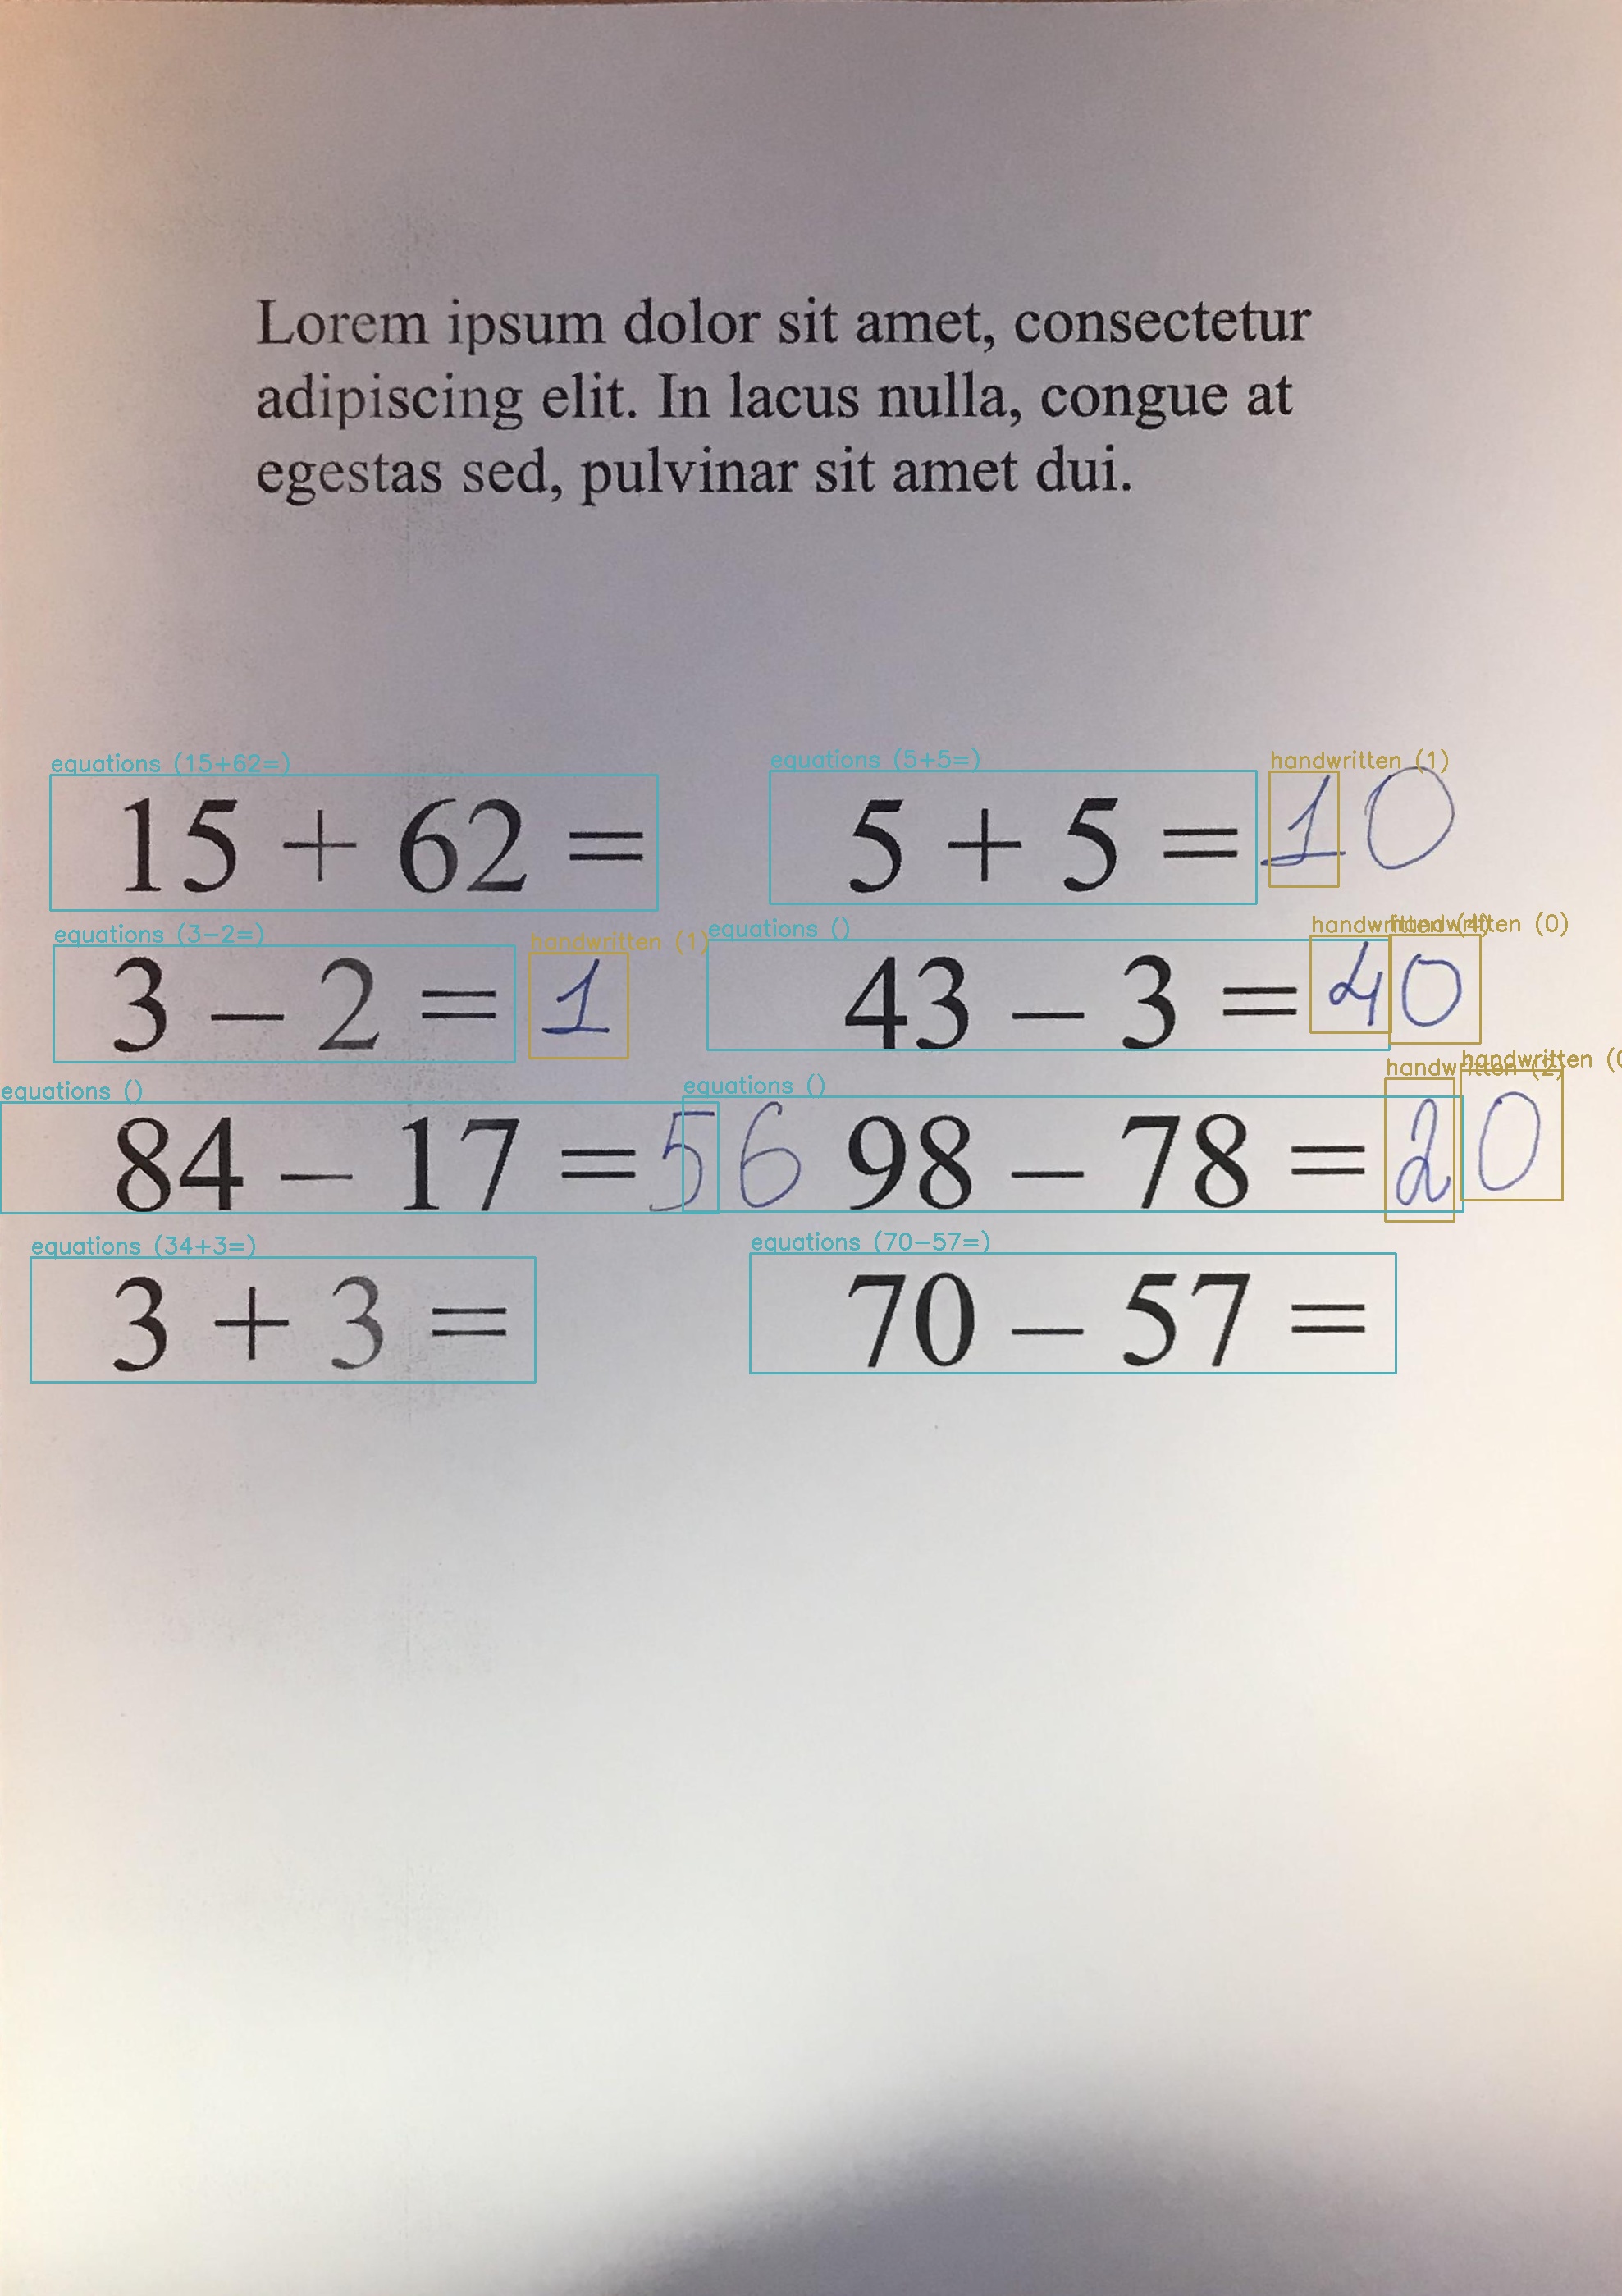 Lorem ipsum dolor sit amet, consectetur
adipiscing elit. In lacus nulla, congue at
egestas sed, pulvinar sit amet dui.
equations (15+62=)
equations (5+5=)
handwritten (1)
15 + 62 =
5 + 5 = 10
equations (3-2=)
handwritten (1)
equations ()
handwritten (4)
handwritten (0)
3 - 2 = 1
43 - 3 = 40
equations ()
equations ()
handwritten (2)
handwritten (0
84 - 17 = 56
98 - 78 = 20
equations (34+3=)
equations (70-57=)
3 + 3 =
70 - 57 =